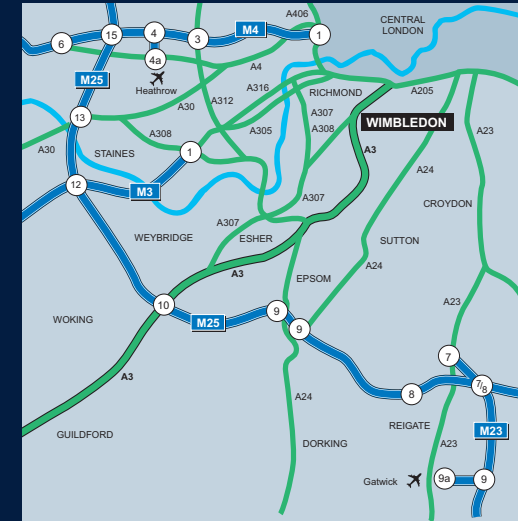 A406
CENTRAL
LONDON
15
4
M4
6
3
1
4a
A4
M25
Heathrow
A316
RICHMOND
A205
A30
A312
A307
13
WIMBLEDON
A23
A308
A305
A308
A30
STAINES
1
A3
A24
12
M3
A307
CROYDON
A307
WEYBRIDGE
ESHER
SUTTON
A3
EPSOM
A24
10
A23
9
WOKING
M25
9
7
A3
7/8
A24
8
GUILDFORD
REIGATE
M23
DORKING
A23
Gatwick
9a
9